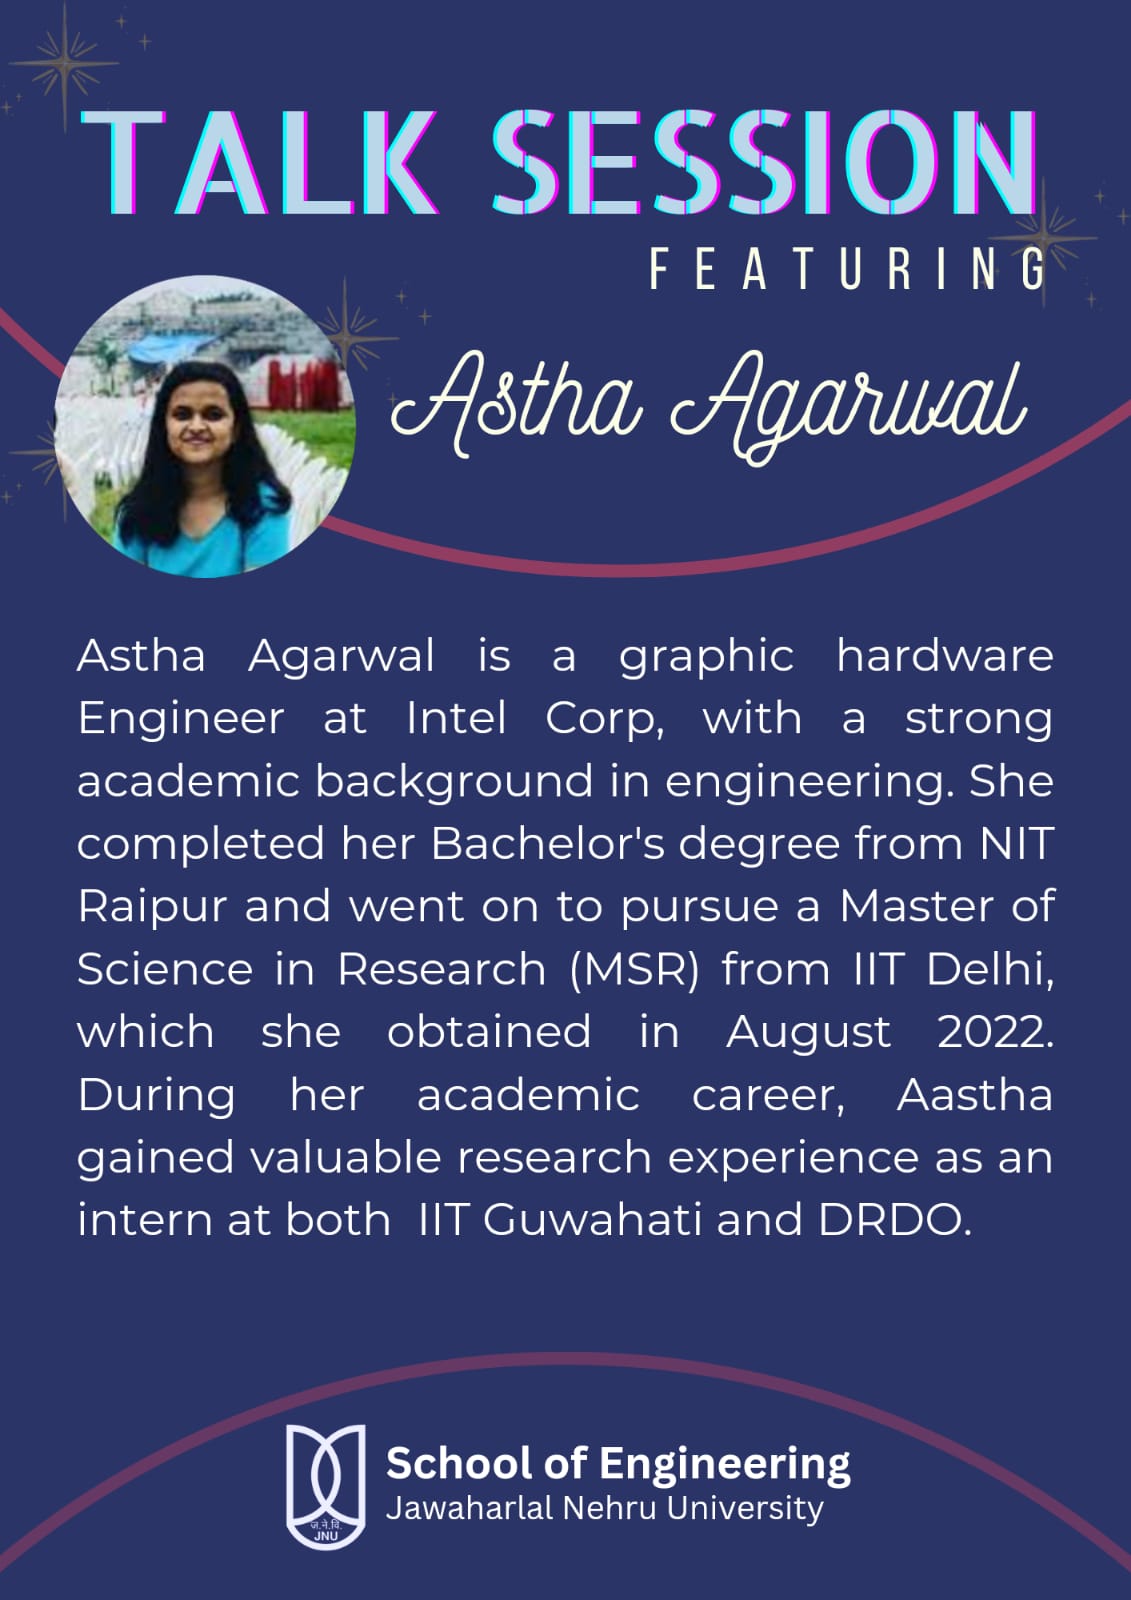 TALK SESSION
FEATURING
Astha Agarwal
Astha Agarwal is a graphic hardware
Engineer at Intel Corp, with a strong
academic background in engineering. She
completed her Bachelor's degree from NIT
Raipur and went on to pursue a Master of
Science in Research (MSR) from IIT Delhi,
which she obtained in August 2022.
During her academic career, Aastha
gained valuable research experience as an
intern at both IIT Guwahati and DRDO.
School of Engineering
Jawaharlal Nehru University
ज.ने.वि.
JNU